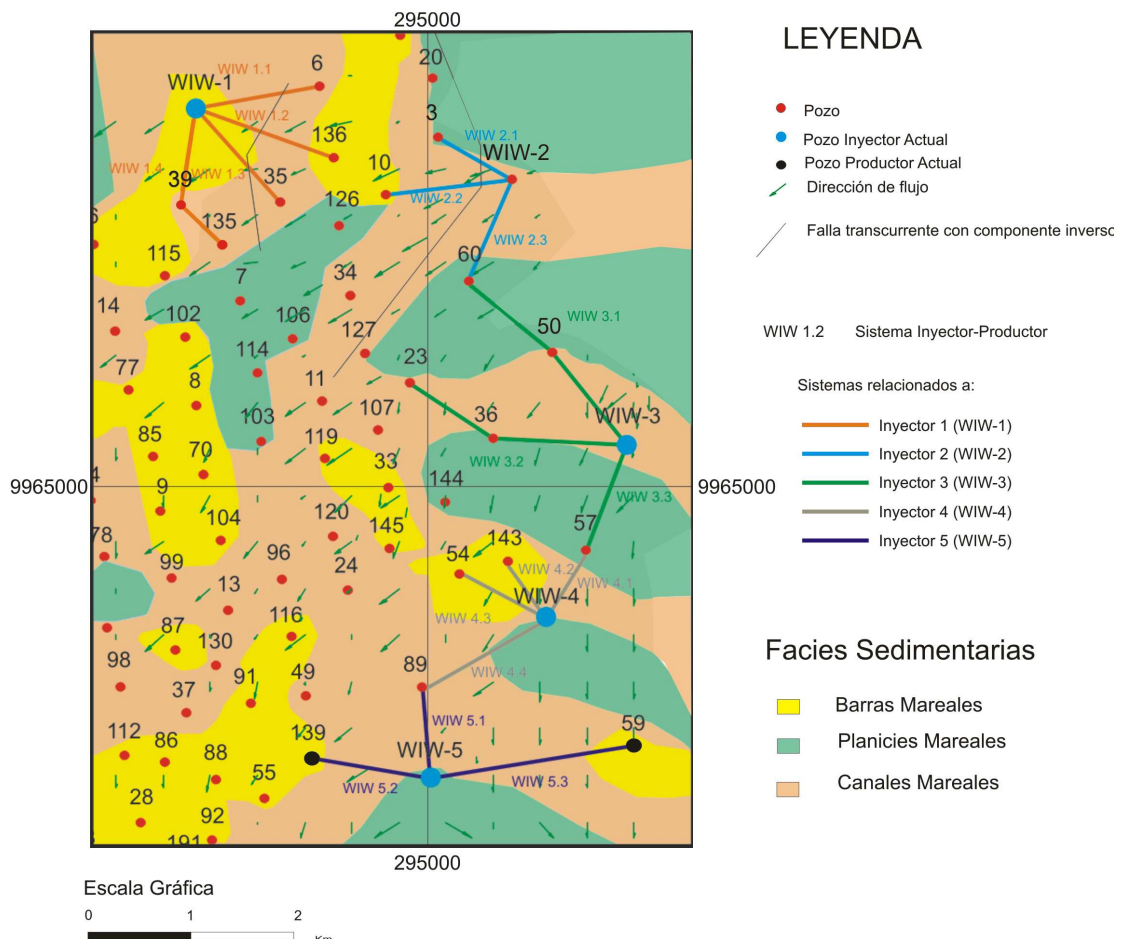 295000
LEYENDA
Pozo
Pozo Inyector Actual
Pozo Productor Actual
Dirección de flujo
Falla transcurrente con componente inverso
WIW 1.2 Sistema Inyector-Productor
Sistemas relacionados a:
Inyector 1 (WIW-1)
Inyector 2 (WIW-2)
Inyector 3 (WIW-3)
Inyector 4 (WIW-4)
Inyector 5 (WIW-5)
Facies Sedimentarias
Barras Mareales
Planicies Mareales
Canales Mareales
20
6
WIW 1.1
WIW-1
3
WIW 1.2
136
WIW 2.1
WIW-2
10
WIW 1.4
39
WIW 1.3
35
126
WIW 2.2
6
135
WIW 2.3
115
60
7
34
14
102
106
WIW 3.1
127
50
114
23
77
8
11
103
107
36
WIW-3
85
119
70
33
WIW 3.2
4
9
144
WIW 3.3
9965000
9965000
104
120
145
57
78
143
99
96
54
24
WIW 4.2
WIW 4.1
13
WIW-4
116
WIW 4.3
87
130
98
91
49
89
WIW 4.4
37
WIW 5.1
112
86
139
59
88
WIW-5
55
WIW 5.2
WIW 5.3
28
92
191
295000
Escala Gráfica
0 1 2
Km